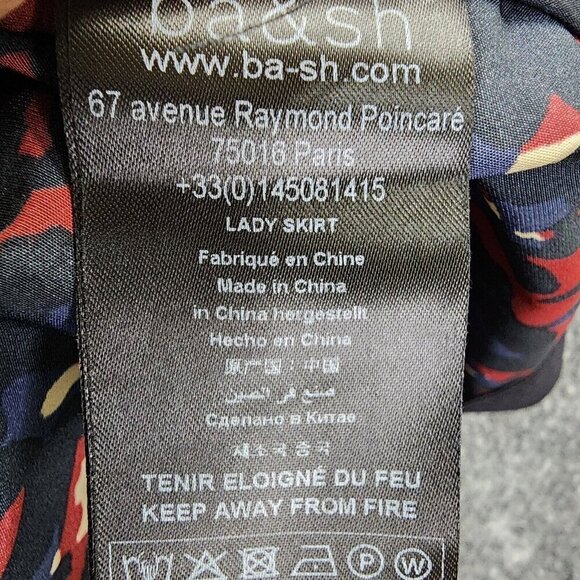 ba&sh
www.ba-sh.com
67 avenue Raymond Poincaré
75016 Paris
+33(0)145081415
LADY SKIRT
Fabriqué en Chine
Made in China
in China hergestellt
Hecho en China
原产国：中国
صنع في الصين
Сделано в Китае
제조국 중국
TENIR ELOIGNÉ DU FEU
KEEP AWAY FROM FIRE
P W